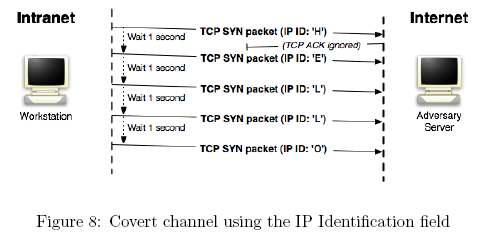 Intranet
Internet
TCP SYN packet (IP ID: 'H')
Wait 1 second
(TCP ACK ignored)
TCP SYN packet (IP ID: 'E')
Wait 1 second
TCP SYN packet (IP ID: 'L')
Wait 1 second
Workstation
Adversary
Server
TCP SYN packet (IP ID: 'L')
Wait 1 second
TCP SYN packet (IP ID: 'O')
Figure 8: Covert channel using the IP Identification field